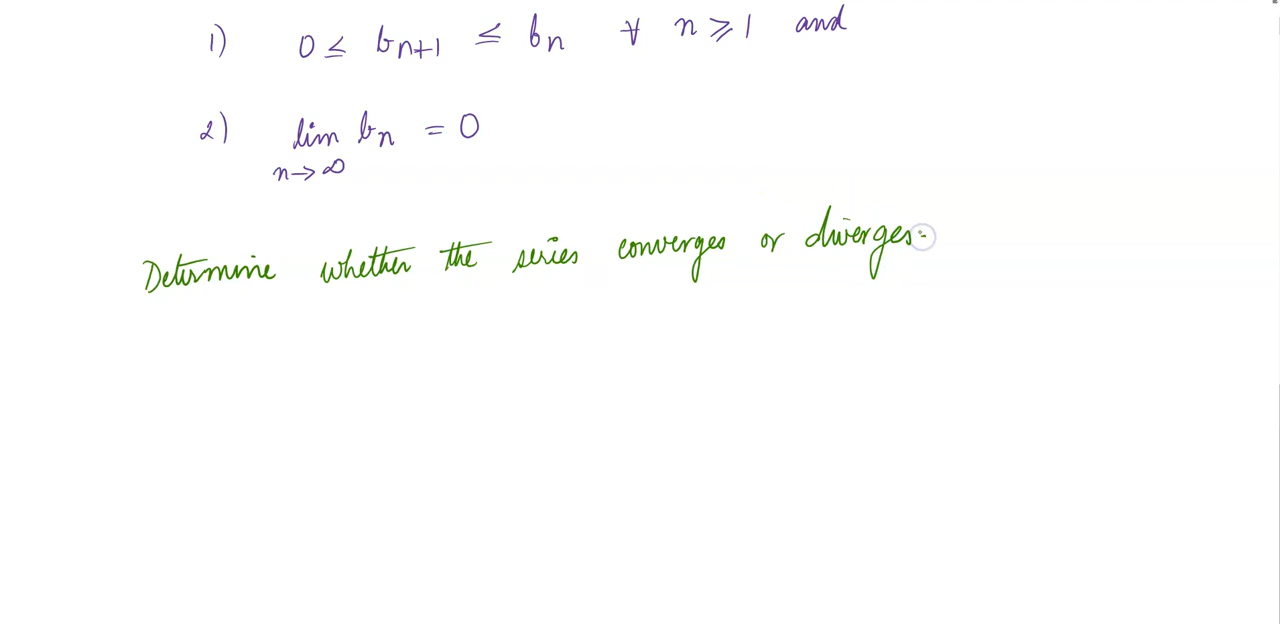 1) 0 ≤ bn+1 ≤ bn ∀ n ≥ 1 and
2) lim bn = 0
n→∞
Determine whether the series converges or diverges: